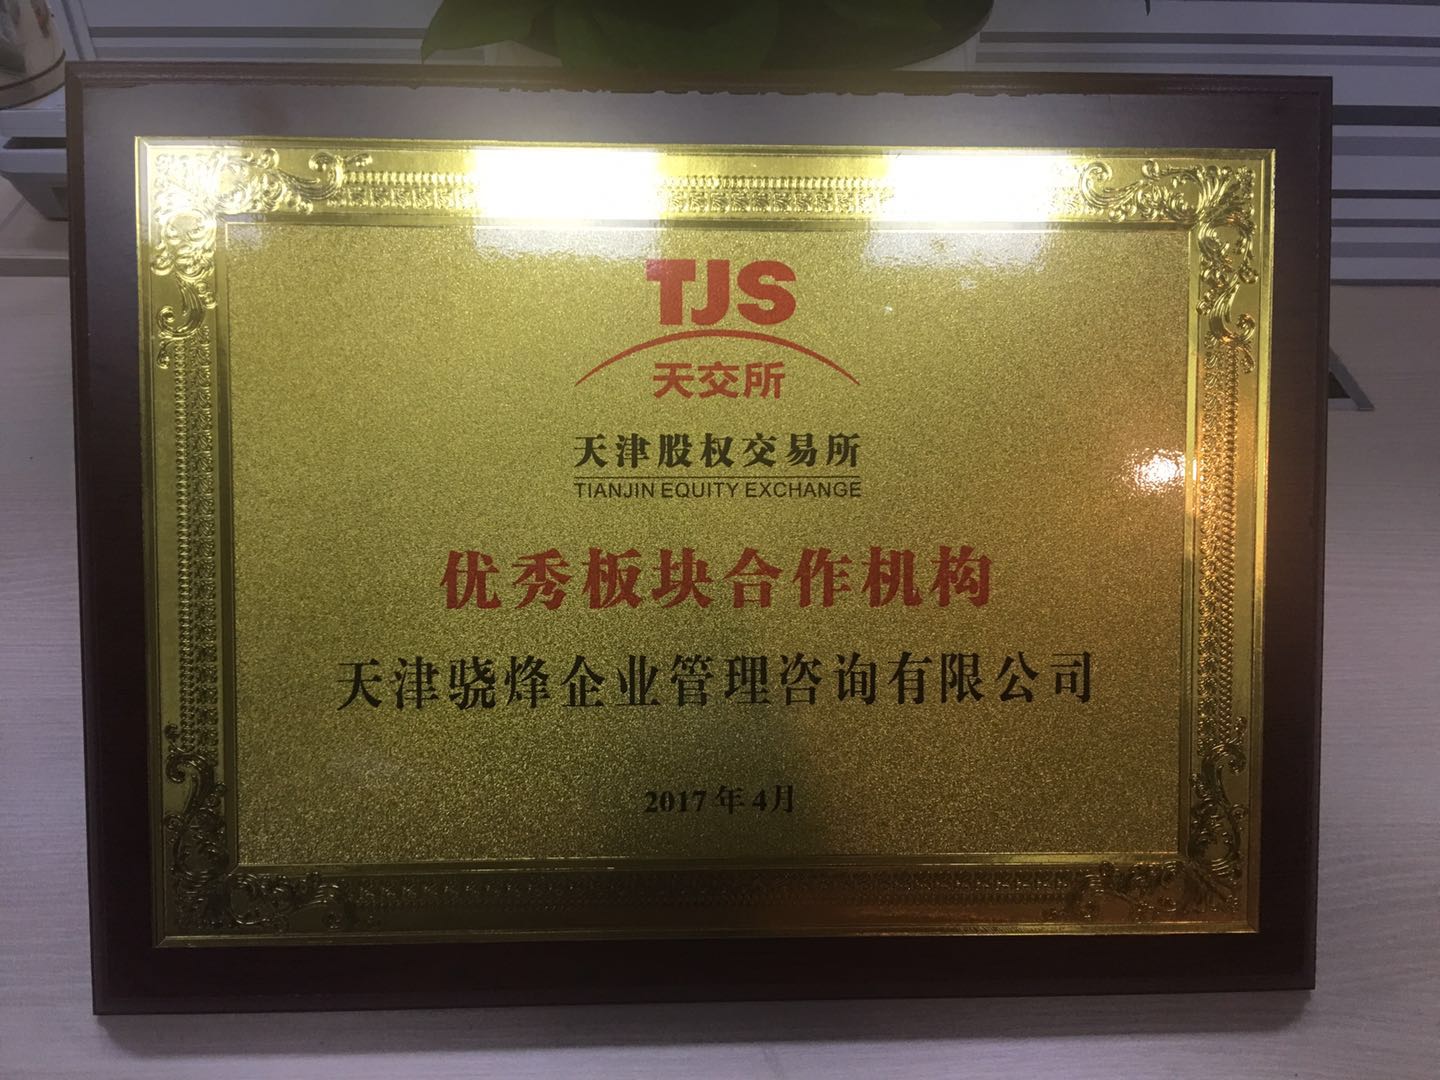 TJS
天交所
天津股权交易所
TIANJIN EQUITY EXCHANGE
优秀板块合作机构
天津骁烽企业管理咨询有限公司
2017年4月